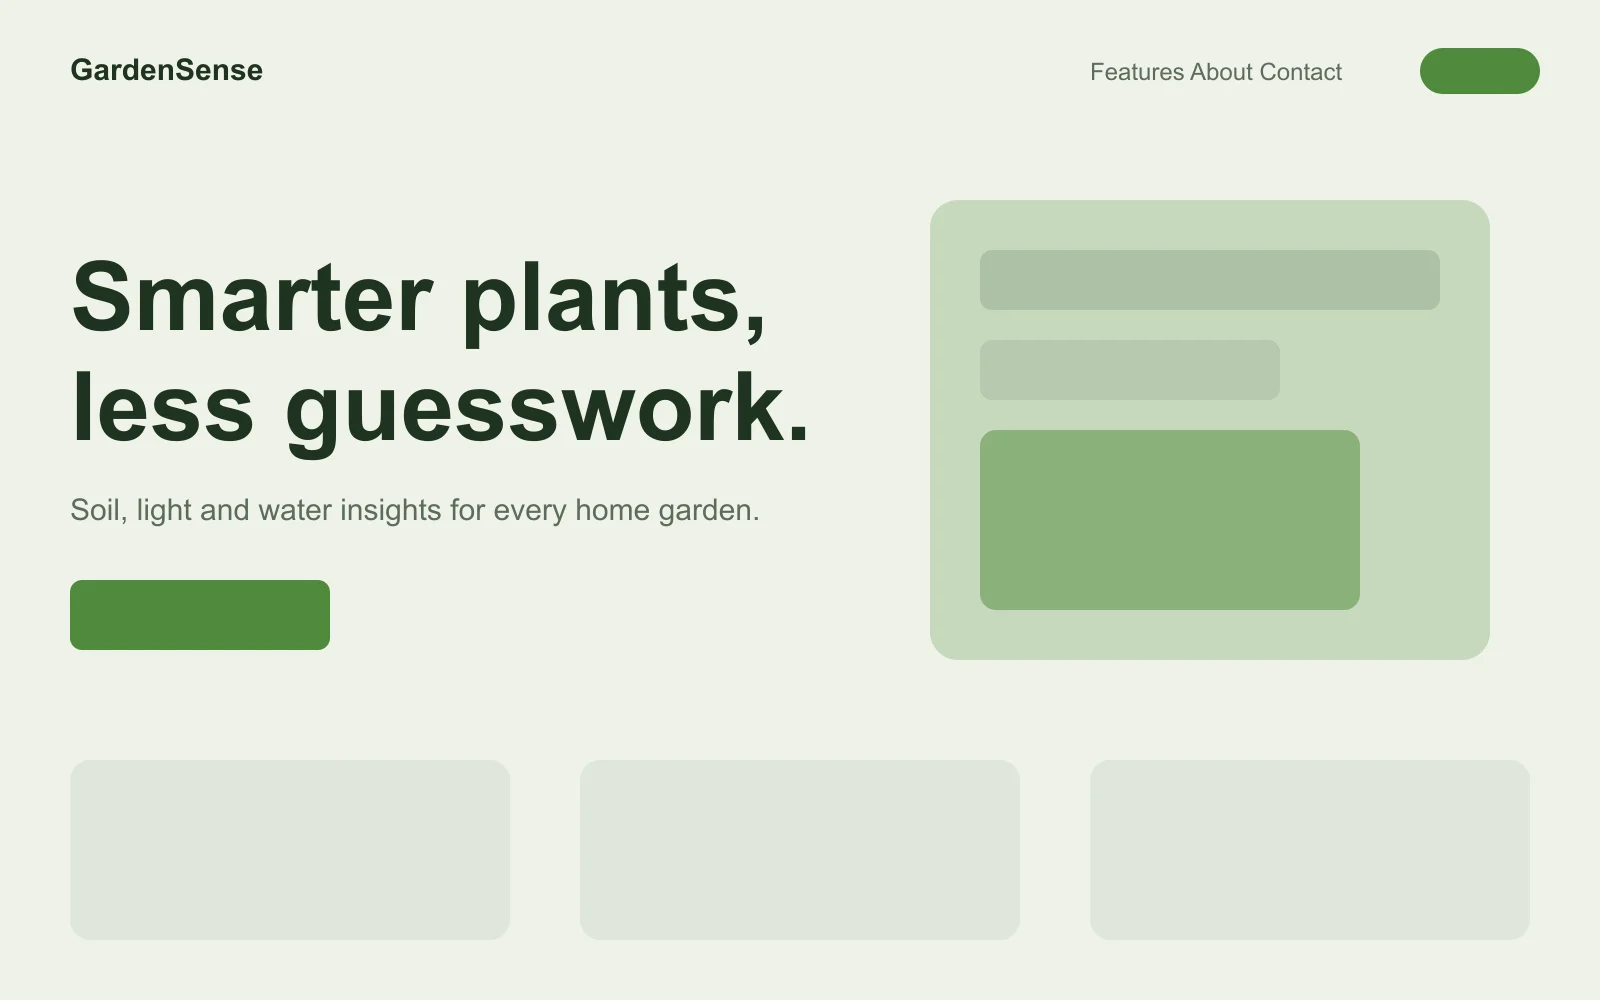 GardenSense
Features About Contact
Smarter plants,
less guesswork.
Soil, light and water insights for every home garden.